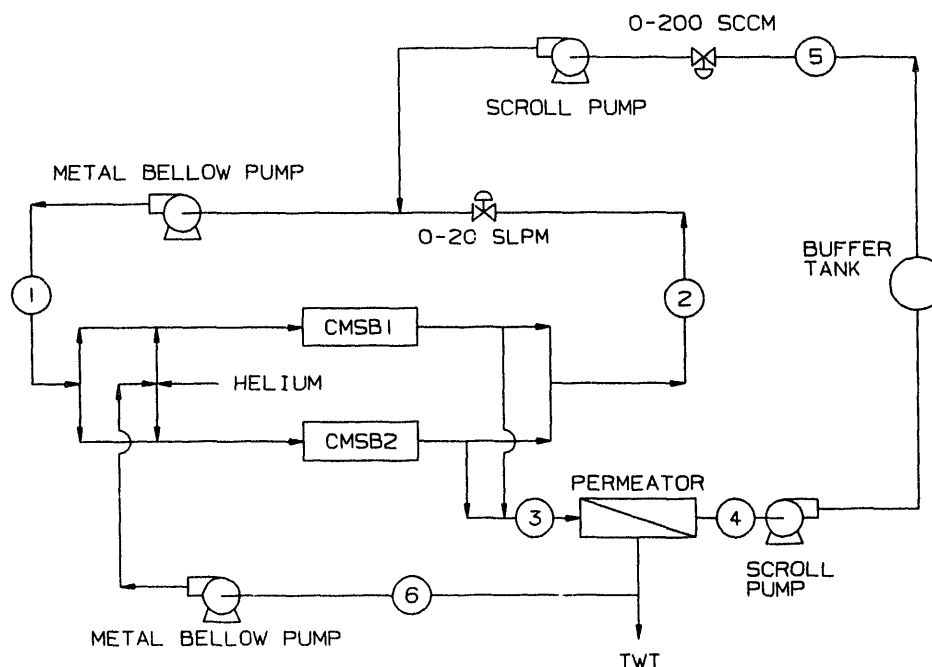 0-200 SCCM
5
SCROLL PUMP
METAL BELLOW PUMP
0-20 SLPM
BUFFER
TANK
1
2
CMSB1
HELIUM
CMSB2
PERMEATOR
3
4
SCROLL
PUMP
6
METAL BELLOW PUMP
TWT